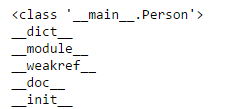 <class '__main__.Person'>
__dict__
__module__
__weakref__
__doc__
__init__